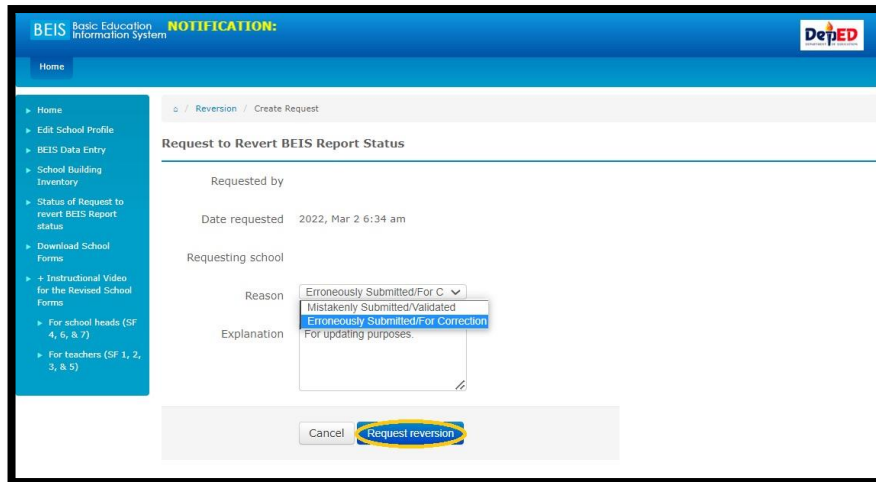 BEIS Basic Education Information System
NOTIFICATION:
DepED
DEPARTMENT OF EDUCATION
Home
Home
Edit School Profile
BEIS Data Entry
School Building
Inventory
Status of Request to
revert BEIS Report
status
Download School
Forms
+ Instructional Video
for the Revised School
Forms
For school heads (SF
4, 6, & 7)
For teachers (SF 1, 2,
3, & 5)
/ Reversion / Create Request
Request to Revert BEIS Report Status
Requested by
Date requested 2022, Mar 2 6:34 am
Requesting school
Reason Erroneously Submitted/For C
Mistakenly Submitted/Validated
Erroneously Submitted/For Correction
Explanation For updating purposes.
Cancel Request reversion